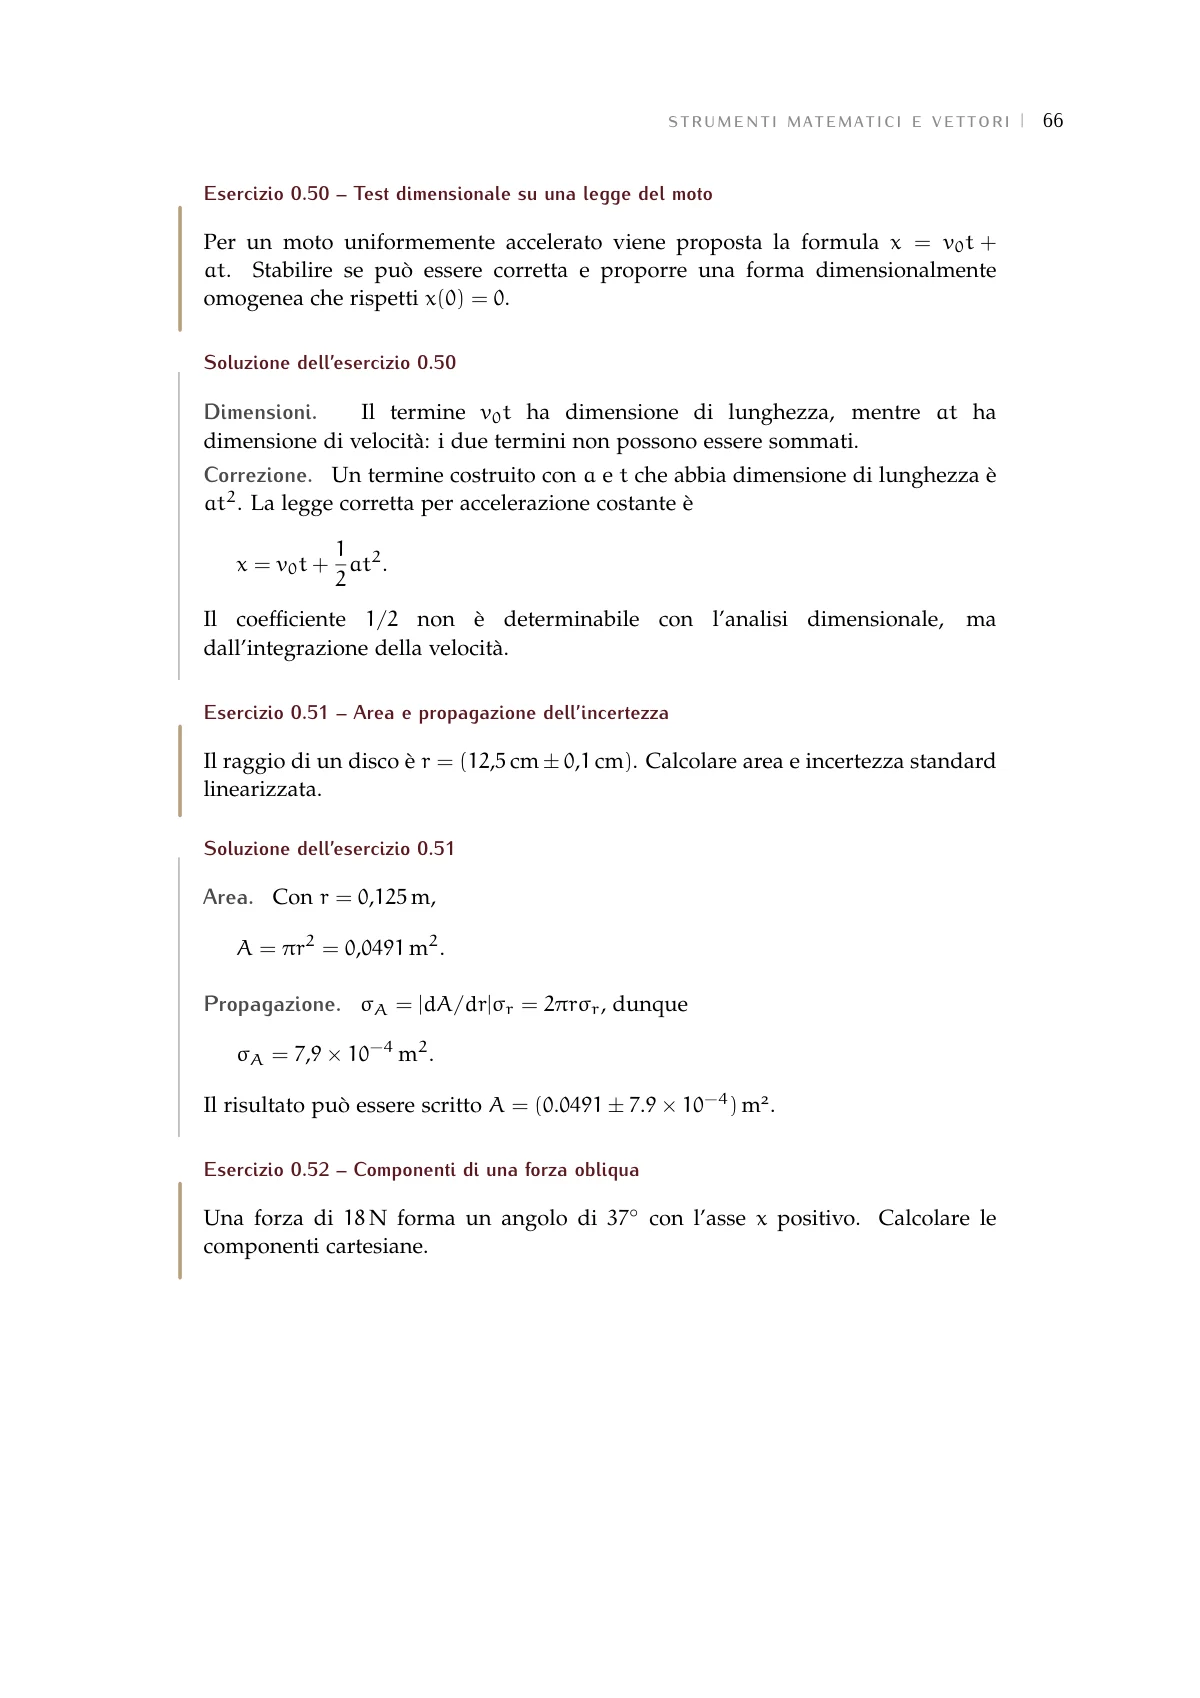 STRUMENTI MATEMATICI E VETTORI | 66
Esercizio 0.50 – Test dimensionale su una legge del moto
Per un moto uniformemente accelerato viene proposta la formula x = v₀t +
at. Stabilire se può essere corretta e proporre una forma dimensionalmente
omogenea che rispetti x(0) = 0.
Soluzione dell'esercizio 0.50
Dimensioni. Il termine v₀t ha dimensione di lunghezza, mentre at ha
dimensione di velocità: i due termini non possono essere sommati.
Correzione. Un termine costruito con a e t che abbia dimensione di lunghezza è
at². La legge corretta per accelerazione costante è
x = v₀t + 1/2 at².
Il coefficiente 1/2 non è determinabile con l'analisi dimensionale, ma
dall'integrazione della velocità.
Esercizio 0.51 – Area e propagazione dell'incertezza
Il raggio di un disco è r = (12,5 cm ± 0,1 cm). Calcolare area e incertezza standard
linearizzata.
Soluzione dell'esercizio 0.51
Area. Con r = 0,125 m,
A = πr² = 0,0491 m².
Propagazione. σ_A = |dA/dr|σ_r = 2πrσ_r, dunque
σ_A = 7,9 × 10⁻⁴ m².
Il risultato può essere scritto A = (0.0491 ± 7.9 × 10⁻⁴) m².
Esercizio 0.52 – Componenti di una forza obliqua
Una forza di 18 N forma un angolo di 37° con l'asse x positivo. Calcolare le
componenti cartesiane.